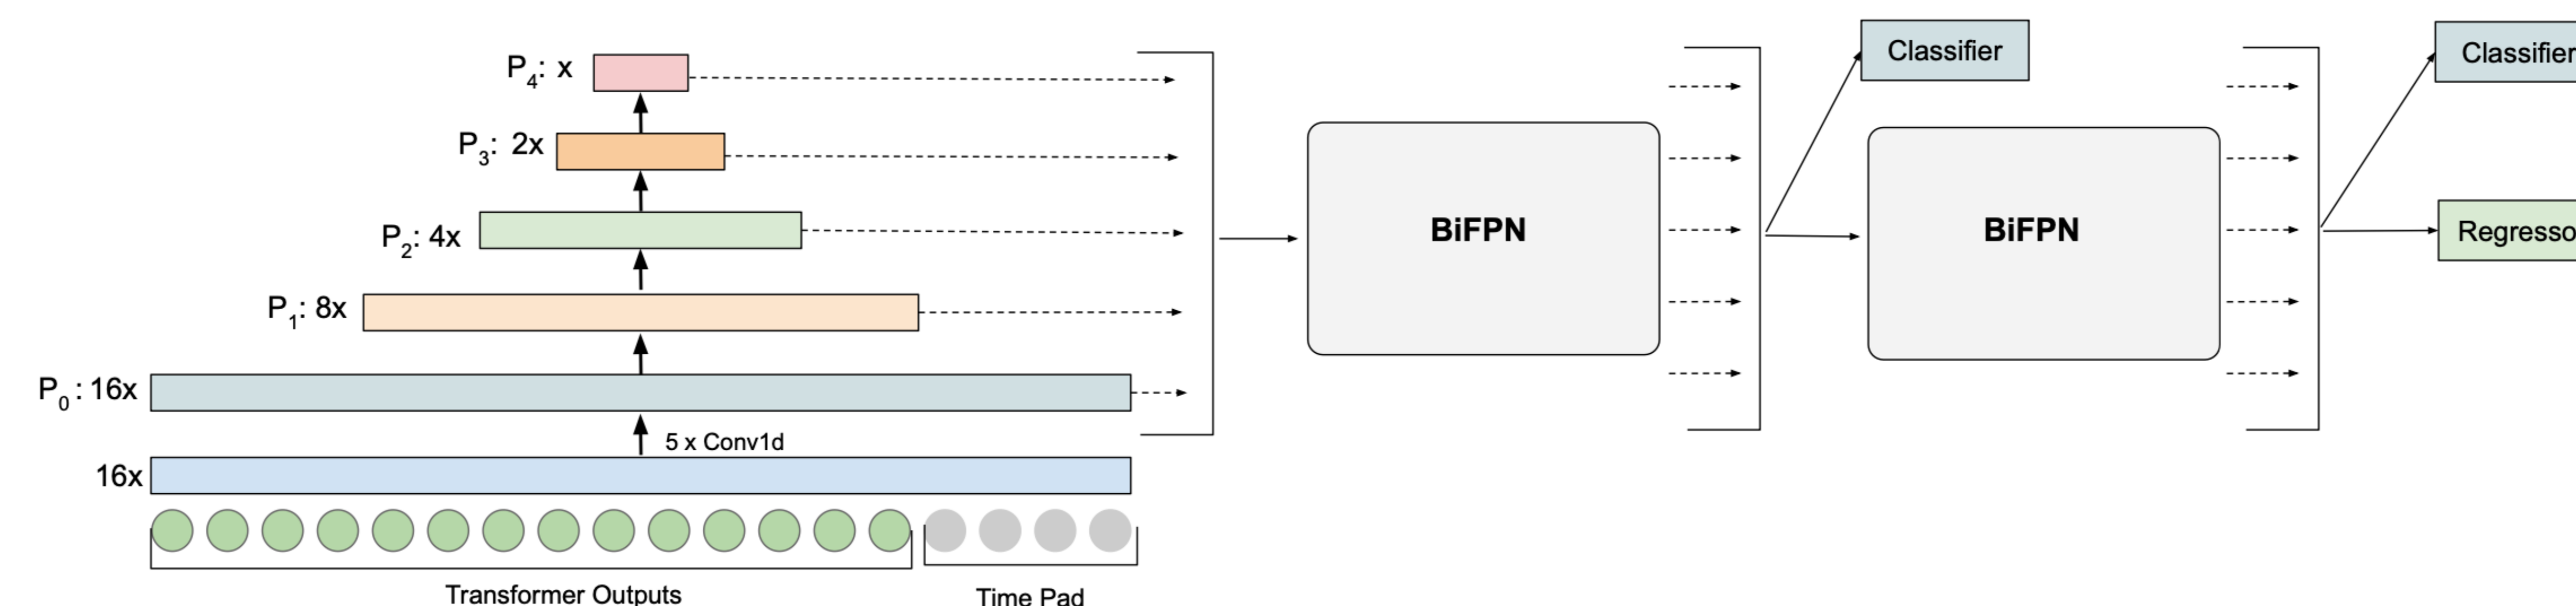 P4: x
P3: 2x
P2: 4x
P1: 8x
P0 : 16x
5 x Conv1d
16x
Transformer Outputs
Time Pad
BiFPN
Classifier
BiFPN
Classifier
Regresso